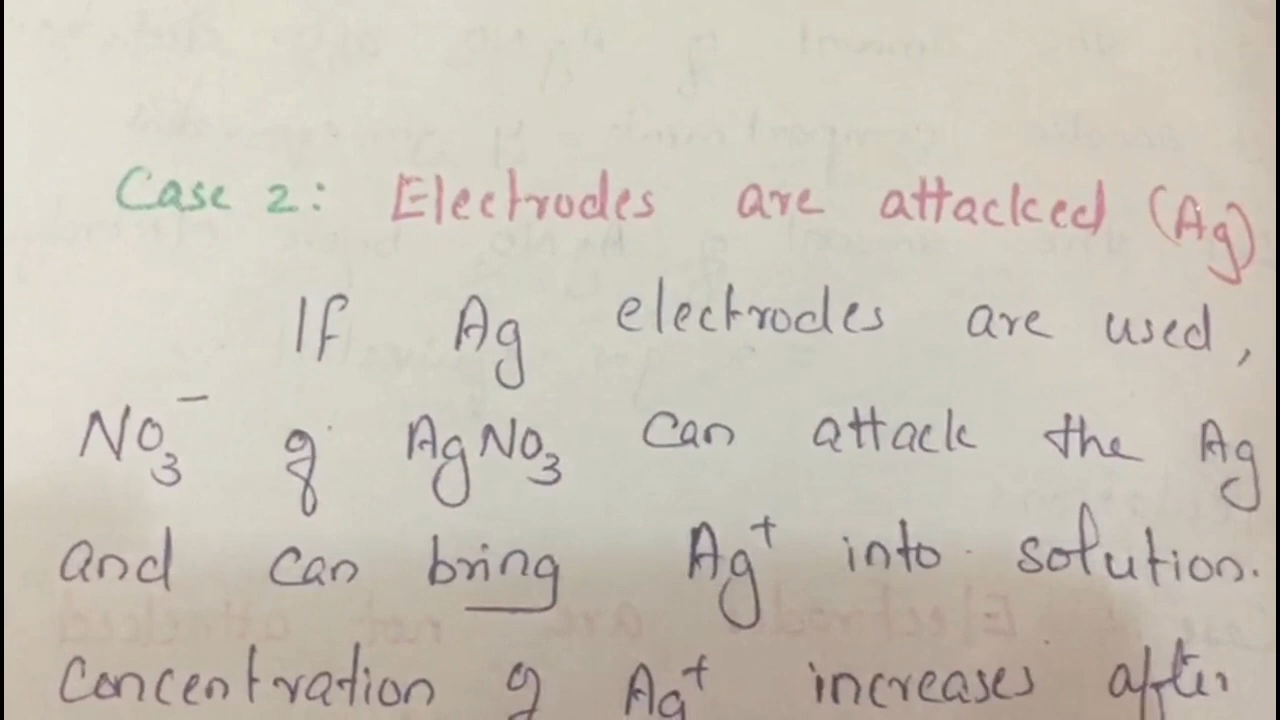 Case 2: Electrodes are attacked (Ag)
If Ag electrodes are used,
NO₃⁻ of AgNO₃ can attack the Ag
and can bring Ag⁺ into solution.
Concentration of Ag⁺ increases after